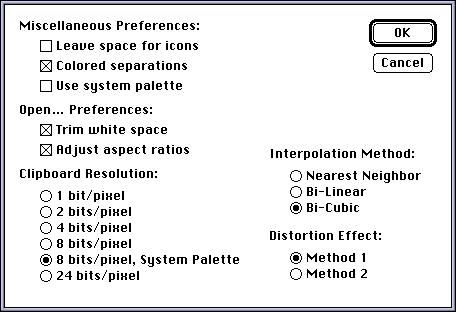 Miscellaneous Preferences:
Leave space for icons
Colored separations
Use system palette
Open... Preferences:
Trim white space
Adjust aspect ratios
Clipboard Resolution:
1 bit/pixel
2 bits/pixel
4 bits/pixel
8 bits/pixel
8 bits/pixel, System Palette
24 bits/pixel
OK
Cancel
Interpolation Method:
Nearest Neighbor
Bi-Linear
Bi-Cubic
Distortion Effect:
Method 1
Method 2